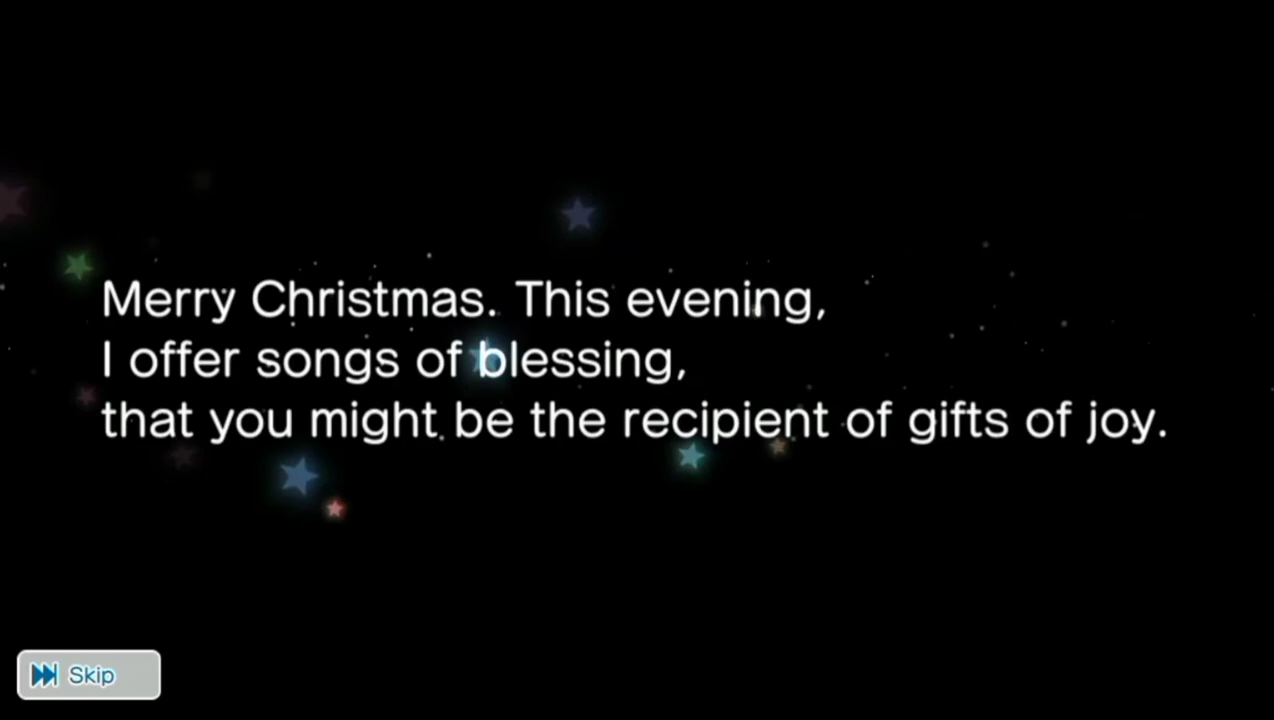 Merry Christmas. This evening,
I offer songs of blessing,
that you might be the recipient of gifts of joy.
Skip